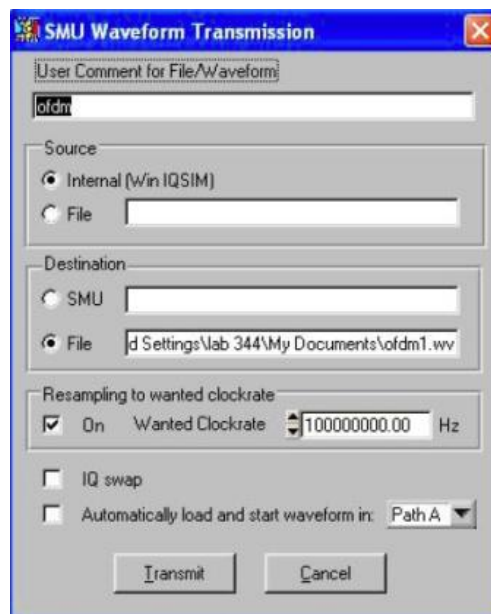 SMU Waveform Transmission
User Comment for File/Waveform
ofdm
Source
Internal (Win IQSIM)
File
Destination
SMU
File d Settings\lab 344\My Documents\ofdm1.wv
Resampling to wanted clockrate
On Wanted Clockrate 100000000.00 Hz
IQ swap
Automatically load and start waveform in: Path A
Transmit Cancel